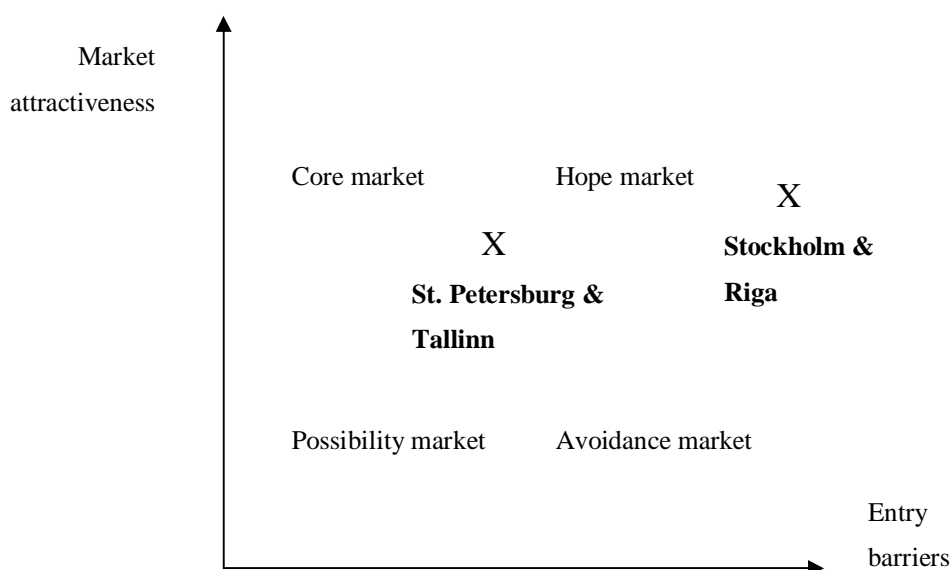 Market
attractiveness
Core market
Hope market
X
X
Stockholm &
Riga
St. Petersburg &
Tallinn
Possibility market
Avoidance market
Entry
barriers